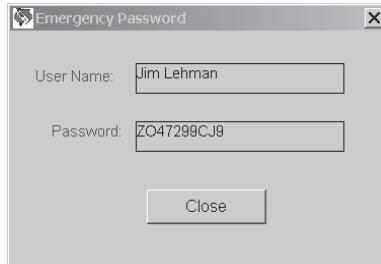 Emergency Password
User Name: Jim Lehman
Password: ZO47299CJ9
Close